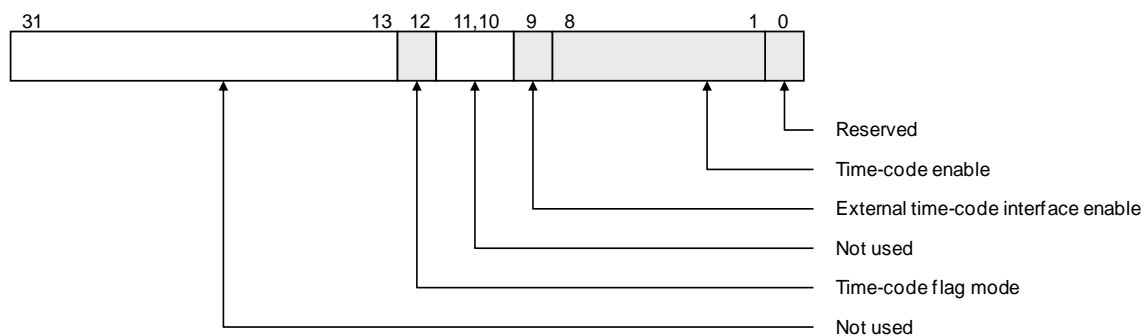 31 13 12 11,10 9 8 1 0
Reserved
Time-code enable
External time-code interface enable
Not used
Time-code flag mode
Not used